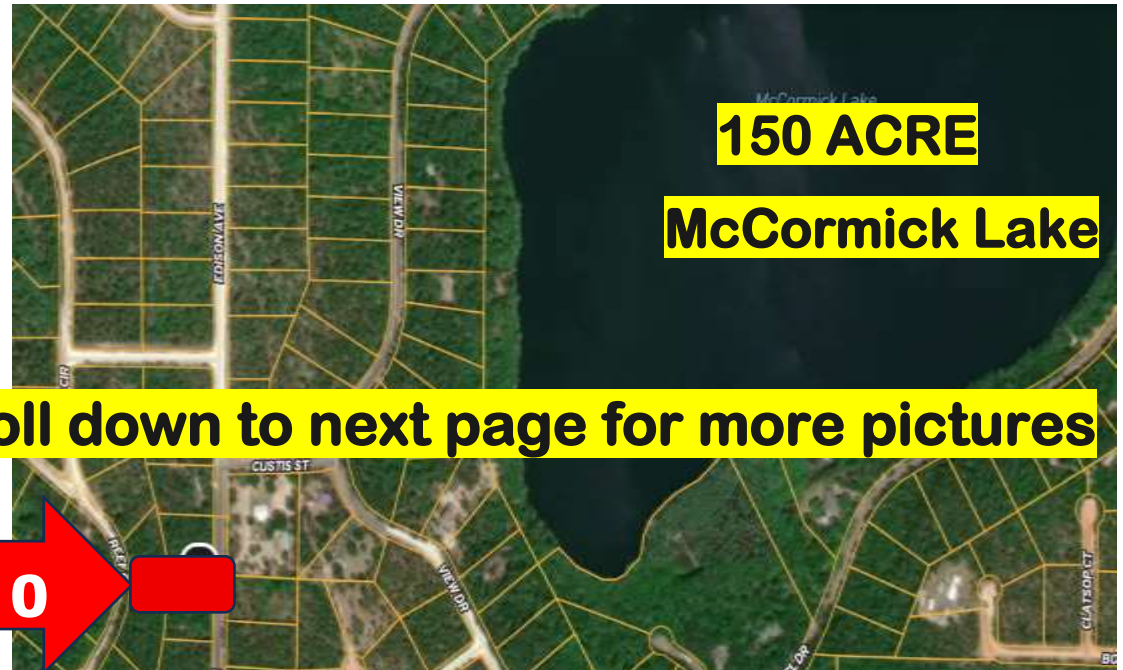 McCormick Lake
150 ACRE
McCormick Lake
VIEW DR
EDISON AVE
CIR
oll down to next page for more pictures
CUSTIS ST
0
VIEW DR
CLATSOP CT
DR